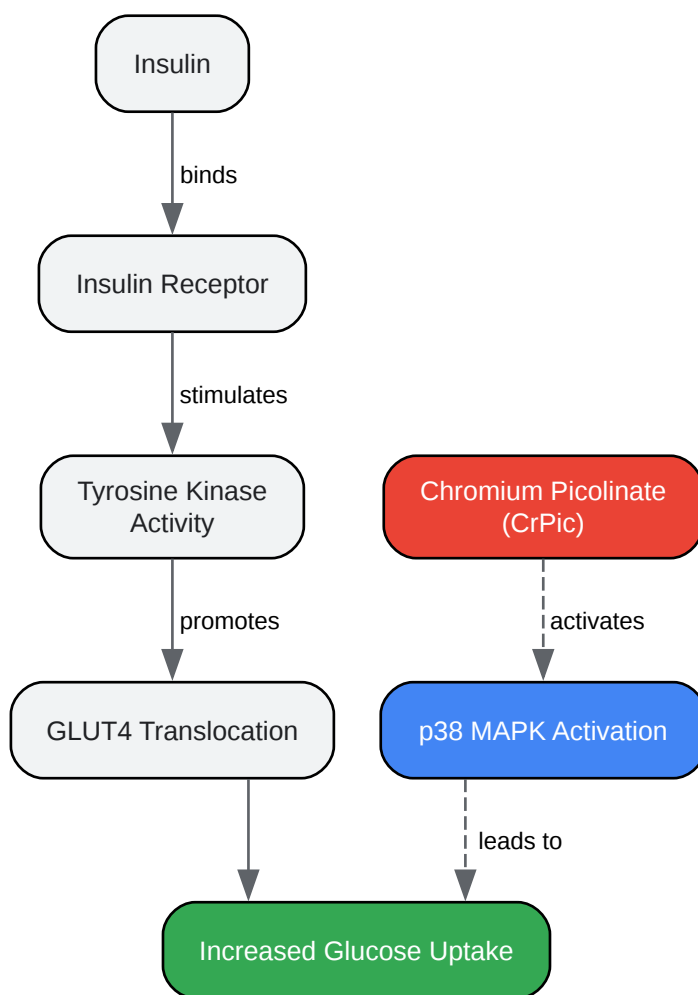 Insulin
binds
Insulin Receptor
stimulates
Tyrosine Kinase
Activity
Chromium Picolinate
(CrPic)
promotes
activates
GLUT4 Translocation
p38 MAPK Activation
leads to
Increased Glucose Uptake